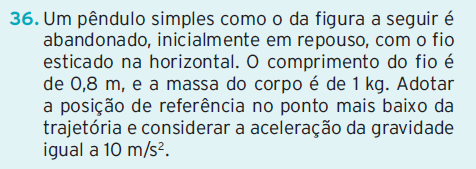 36. Um pêndulo simples como o da figura a seguir é
abandonado, inicialmente em repouso, com o fio
esticado na horizontal. O comprimento do fio é
de 0,8 m, e a massa do corpo é de 1 kg. Adotar
a posição de referência no ponto mais baixo da
trajetória e considerar a aceleração da gravidade
igual a 10 m/s².